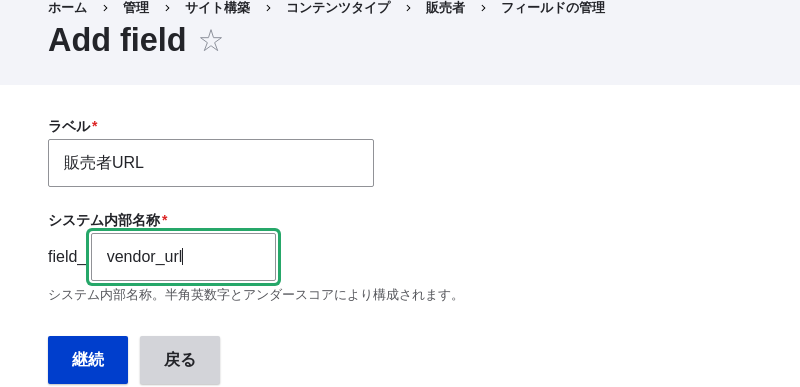 ホーム › 管理 › サイト構築 › コンテンツタイプ › 販売者 › フィールドの管理
Add field ☆
ラベル*
販売者URL
システム内部名称*
field_ vendor_url
システム内部名称。半角英数字とアンダースコアにより構成されます。
継続 戻る